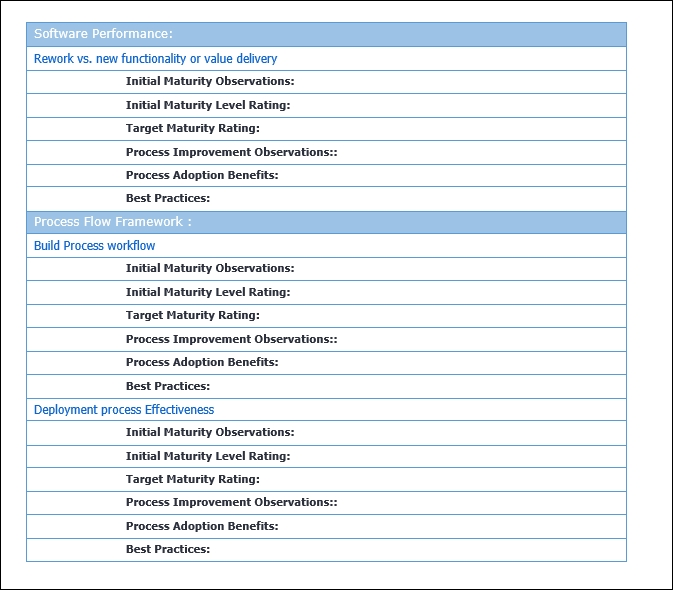 Software Performance:
Rework vs. new functionality or value delivery
Initial Maturity Observations:
Initial Maturity Level Rating:
Target Maturity Rating:
Process Improvement Observations::
Process Adoption Benefits:
Best Practices:
Process Flow Framework :
Build Process workflow
Initial Maturity Observations:
Initial Maturity Level Rating:
Target Maturity Rating:
Process Improvement Observations::
Process Adoption Benefits:
Best Practices:
Deployment process Effectiveness
Initial Maturity Observations:
Initial Maturity Level Rating:
Target Maturity Rating:
Process Improvement Observations::
Process Adoption Benefits:
Best Practices: